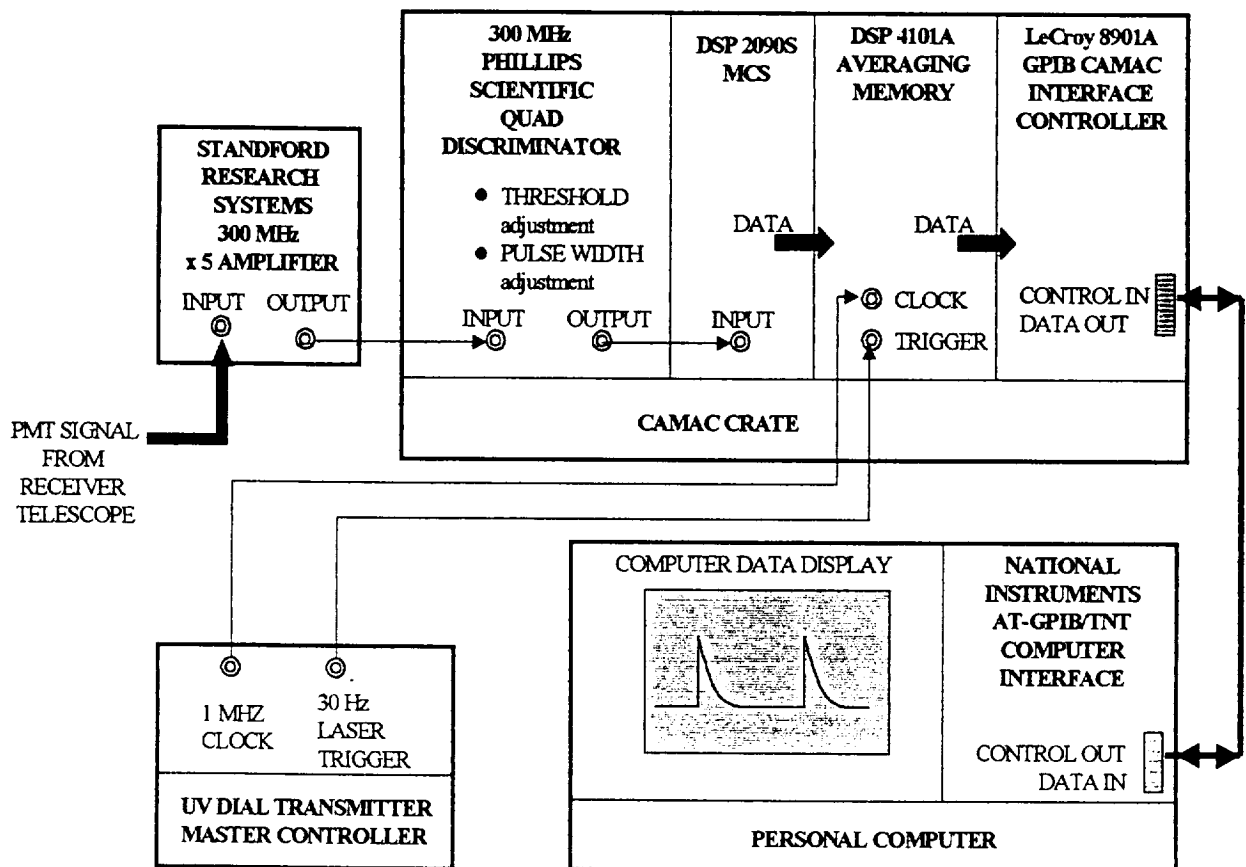 300 MHz
PHILLIPS
SCIENTIFIC
QUAD
DISCRIMINATOR
● THRESHOLD
adjustment
● PULSE WIDTH
adjustment
INPUT
OUTPUT
DSP 2090S
MCS
DATA
INPUT
DSP 4101A
AVERAGING
MEMORY
DATA
CLOCK
TRIGGER
LeCroy 8901A
GPIB CAMAC
INTERFACE
CONTROLLER
CONTROL IN
DATA OUT
CAMAC CRATE
STANDFORD
RESEARCH
SYSTEMS
300 MHz
x 5 AMPLIFIER
INPUT
OUTPUT
PMT SIGNAL
FROM
RECEIVER
TELESCOPE
1 MHZ
CLOCK
30 Hz
LASER
TRIGGER
UV DIAL TRANSMITTER
MASTER CONTROLLER
COMPUTER DATA DISPLAY
NATIONAL
INSTRUMENTS
AT-GPIB/TNT
COMPUTER
INTERFACE
CONTROL OUT
DATA IN
PERSONAL COMPUTER